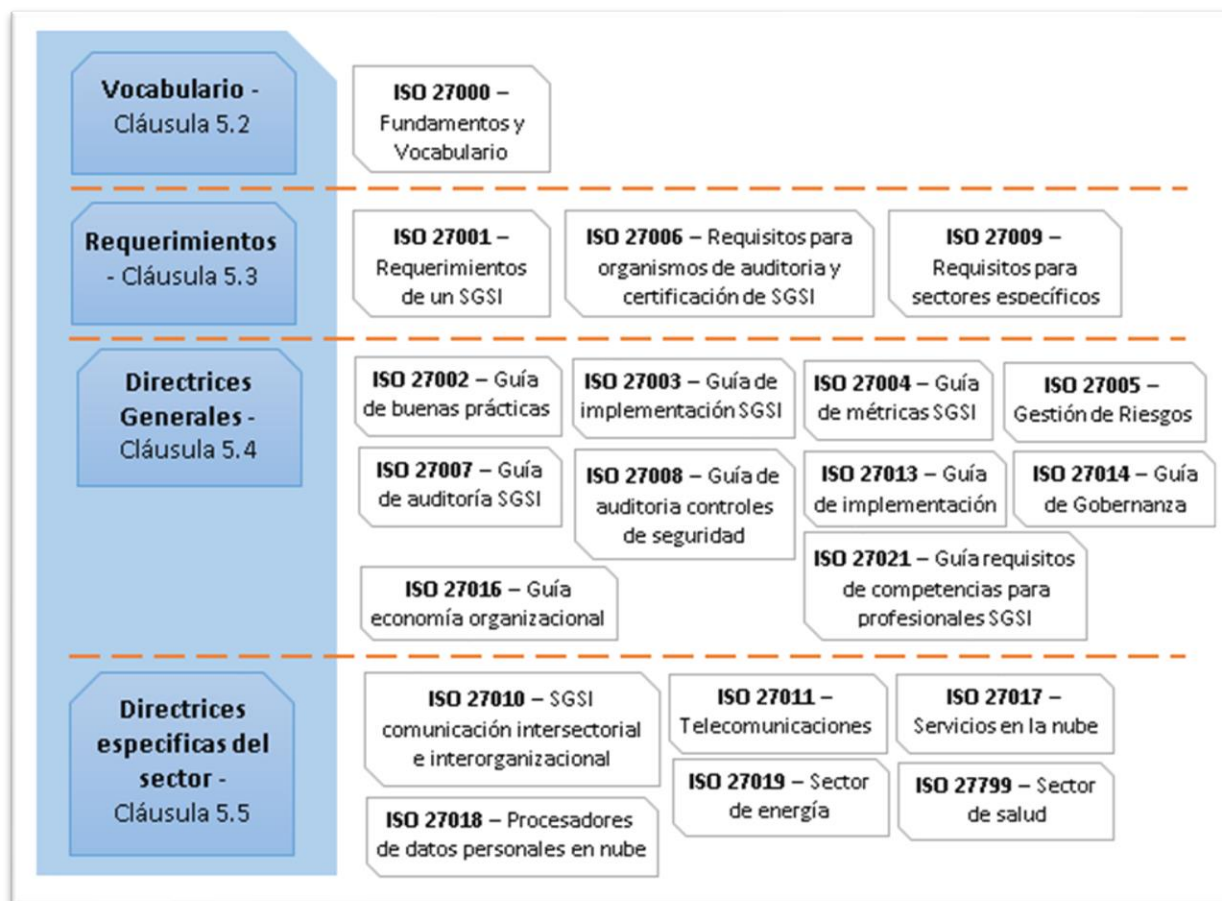 Vocabulario -
Cláusula 5.2
ISO 27000 –
Fundamentos y
Vocabulario
Requerimientos
- Cláusula 5.3
ISO 27001 –
Requerimientos
de un SGSI
ISO 27006 – Requisitos para
organismos de auditoria y
certificación de SGSI
ISO 27009 –
Requisitos para
sectores específicos
Directrices
Generales -
Cláusula 5.4
ISO 27002 – Guía
de buenas prácticas
ISO 27003 – Guía de
implementación SGSI
ISO 27004 – Guía
de métricas SGSI
ISO 27005 –
Gestión de Riesgos
ISO 27007 – Guía
de auditoría SGSI
ISO 27008 – Guía de
auditoria controles
de seguridad
ISO 27013 – Guía
de implementación
ISO 27014 – Guía
de Gobernanza
ISO 27016 – Guía
economía organizacional
ISO 27021 – Guía requisitos
de competencias para
profesionales SGSI
Directrices
especificas del
sector -
Cláusula 5.5
ISO 27010 – SGSI
comunicación intersectorial
e interorganizacional
ISO 27011 –
Telecomunicaciones
ISO 27017 –
Servicios en la nube
ISO 27018 – Procesadores
de datos personales en nube
ISO 27019 – Sector
de energía
ISO 27799 – Sector
de salud